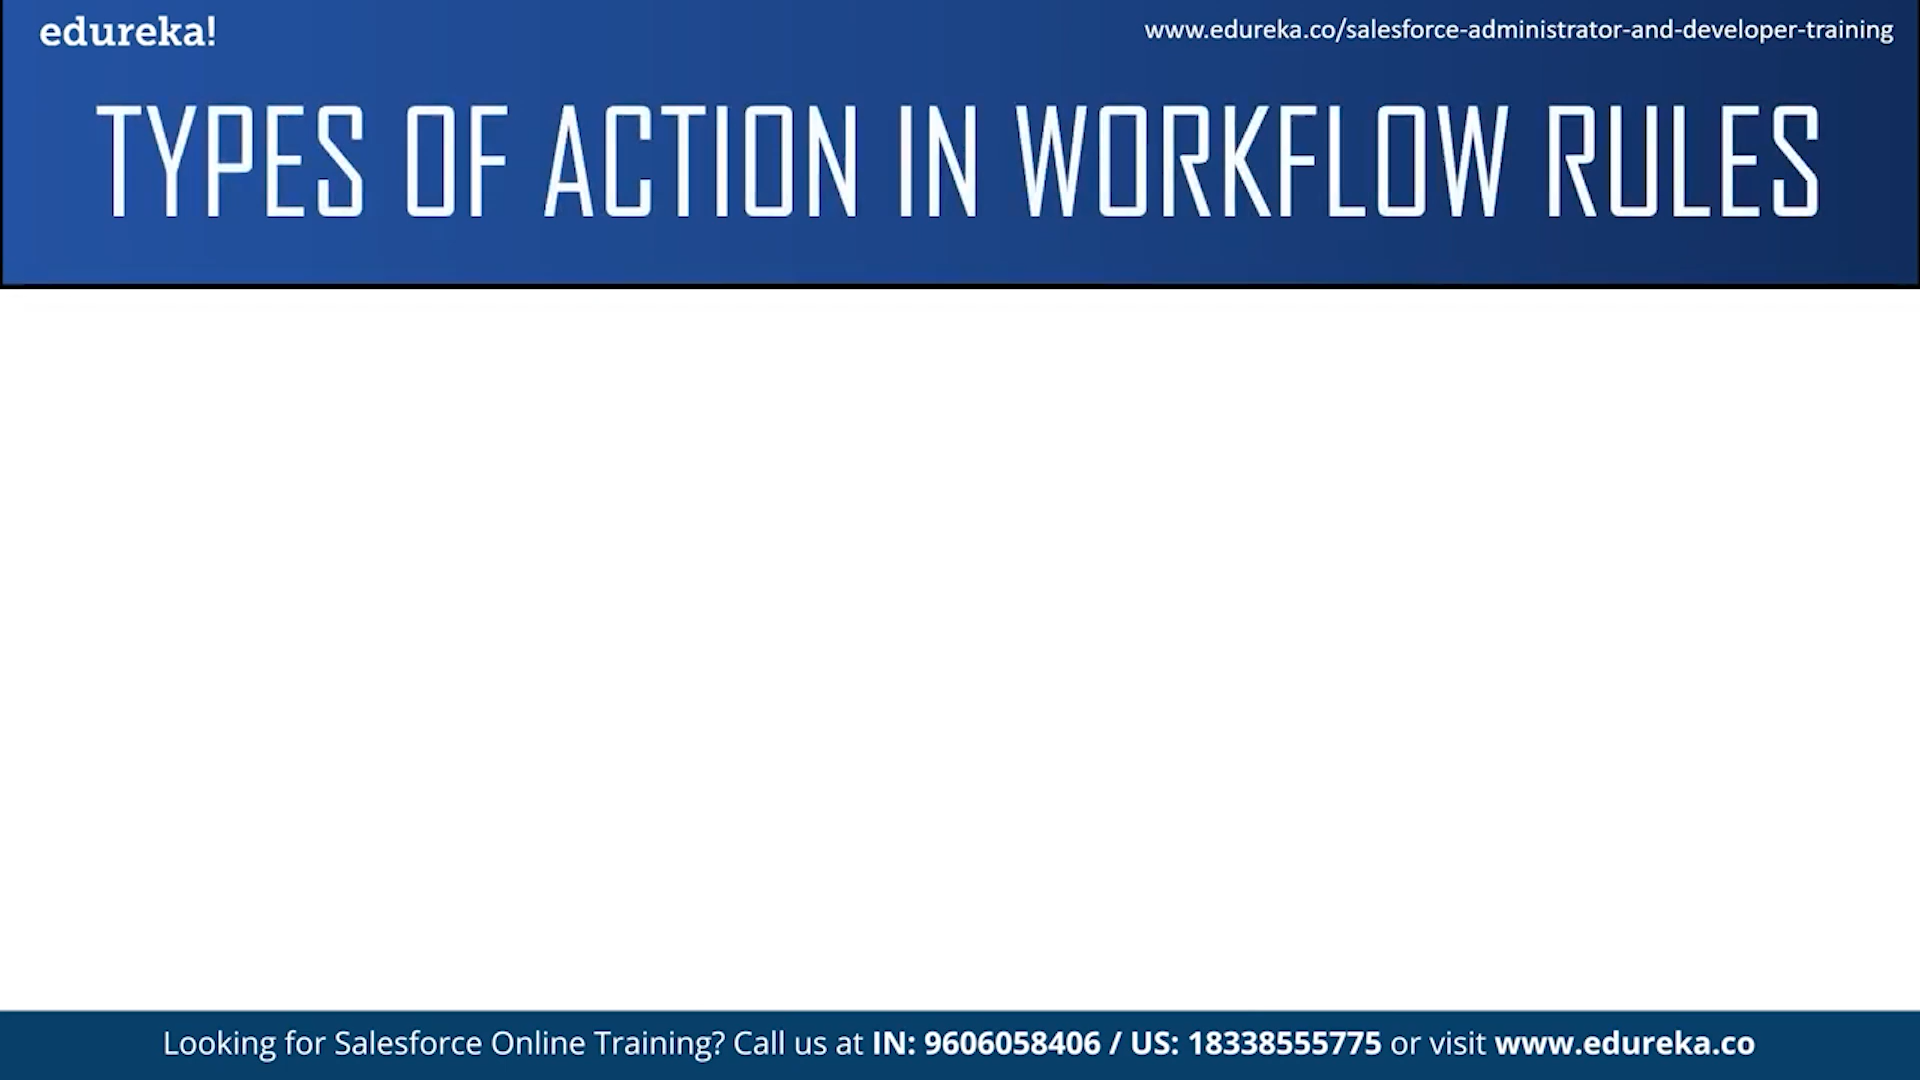 edureka!
www.edureka.co/salesforce-administrator-and-developer-training
TYPES OF ACTION IN WORKFLOW RULES
Looking for Salesforce Online Training? Call us at IN: 9606058406 / US: 18338555775 or visit www.edureka.co